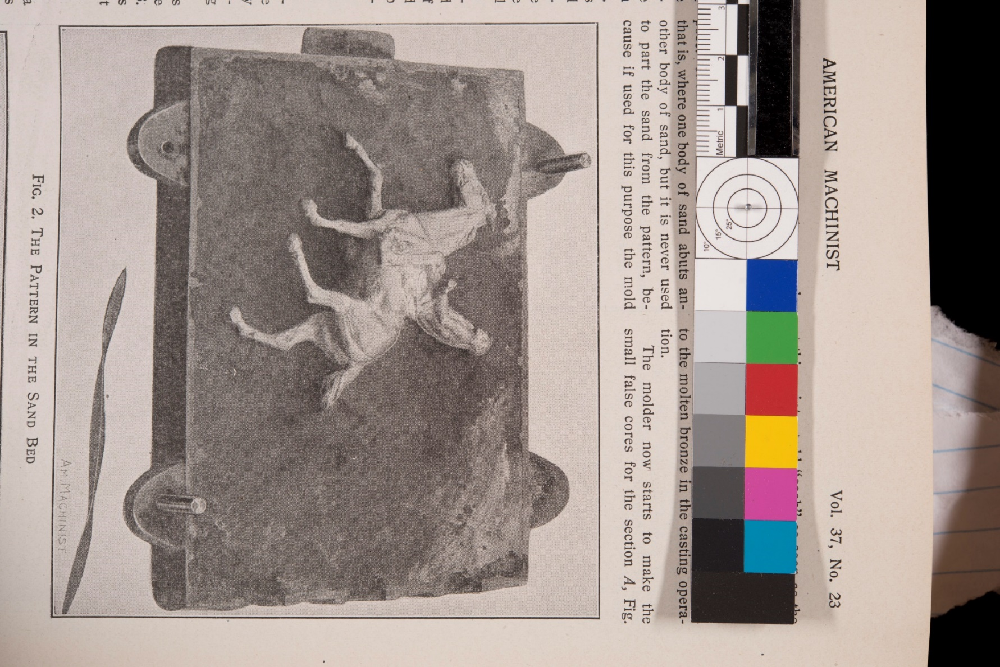 AMERICAN MACHINIST
Vol. 37, No. 23
that is, where one body of sand abuts an-
other body of sand, but it is never used
to part the sand from the pattern, be-
cause if used for this purpose the mold
to the molten bronze in the casting opera-
tion.
The molder now starts to make the
small false cores for the section A, Fig.
3
2
1
Metric
25°
15°
10°
AM. MACHINIST
FIG. 2. THE PATTERN IN THE SAND BED